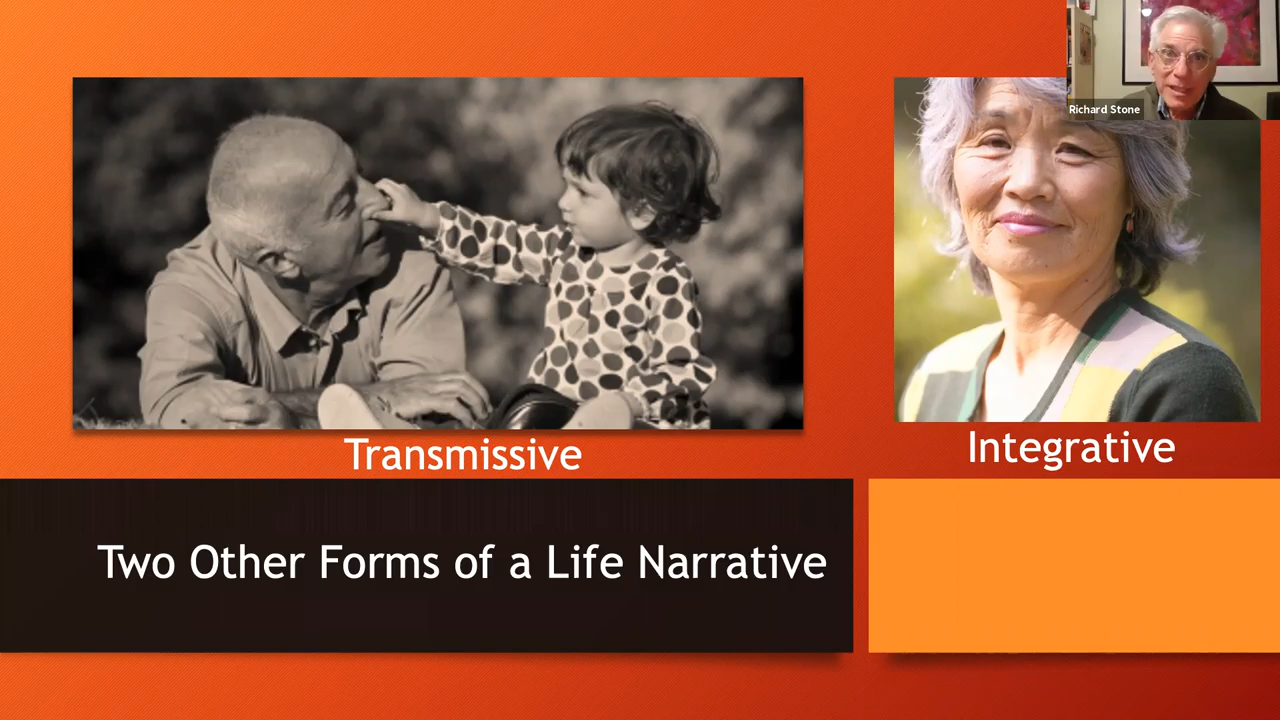 Richard Stone
Transmissive
Integrative
Two Other Forms of a Life Narrative